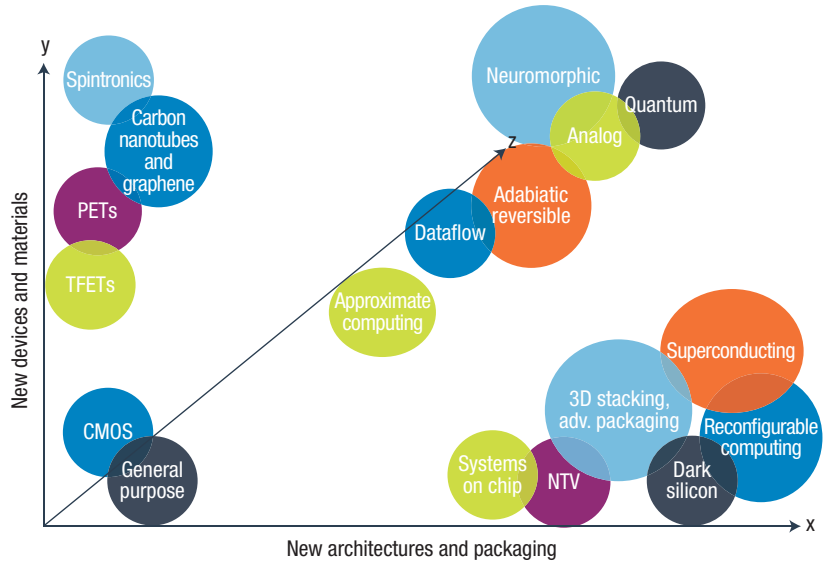 y
Spintronics
Carbon
nanotubes
and
graphene
PETs
TFETs
CMOS
General
purpose
Neuromorphic
Quantum
Analog
z
Adabiatic
reversible
Dataflow
Approximate
computing
Superconducting
3D stacking,
adv. packaging
Reconfigurable
computing
Systems
on chip
NTV
Dark
silicon
x
New devices and materials
New architectures and packaging